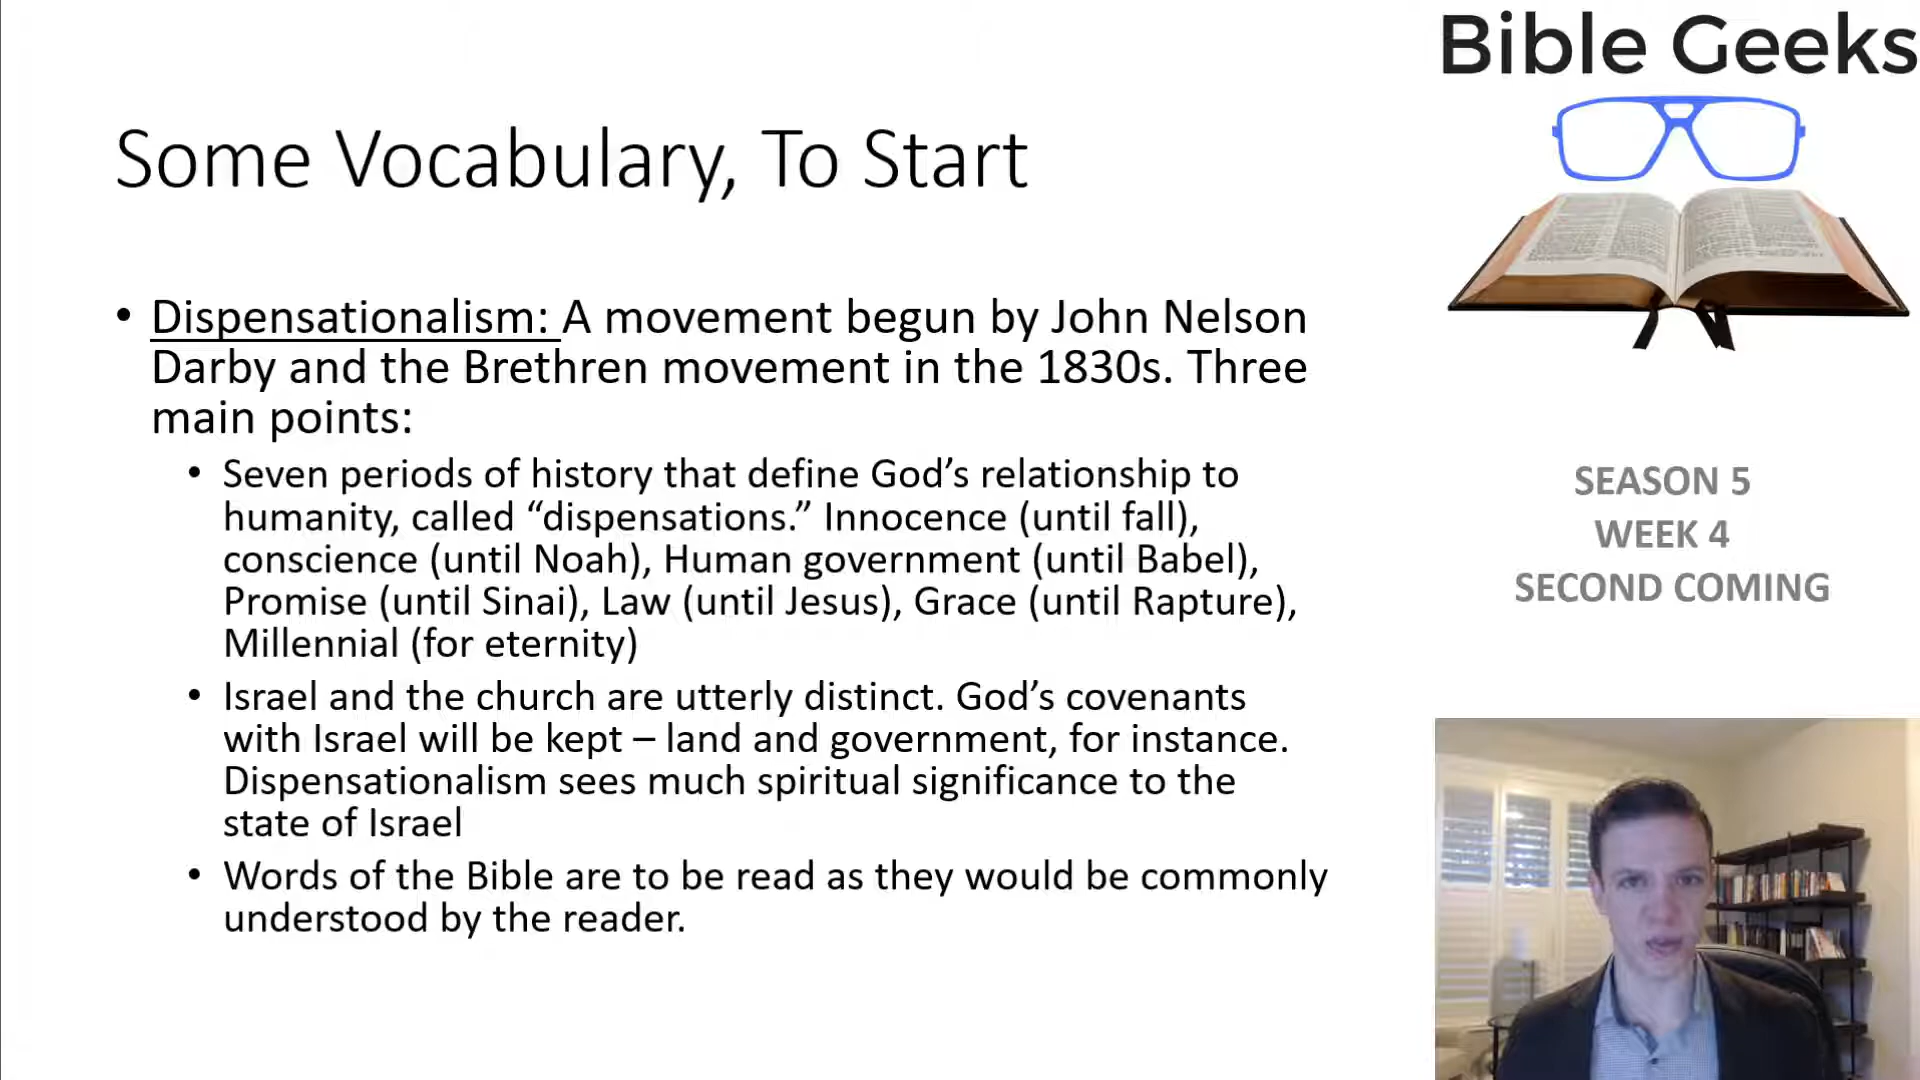 Bible Geeks
Some Vocabulary, To Start
• Dispensationalism: A movement begun by John Nelson
Darby and the Brethren movement in the 1830s. Three
main points:
• Seven periods of history that define God’s relationship to
humanity, called “dispensations.” Innocence (until fall),
conscience (until Noah), Human government (until Babel),
Promise (until Sinai), Law (until Jesus), Grace (until Rapture),
Millennial (for eternity)
• Israel and the church are utterly distinct. God’s covenants
with Israel will be kept – land and government, for instance.
Dispensationalism sees much spiritual significance to the
state of Israel
• Words of the Bible are to be read as they would be commonly
understood by the reader.
SEASON 5
WEEK 4
SECOND COMING